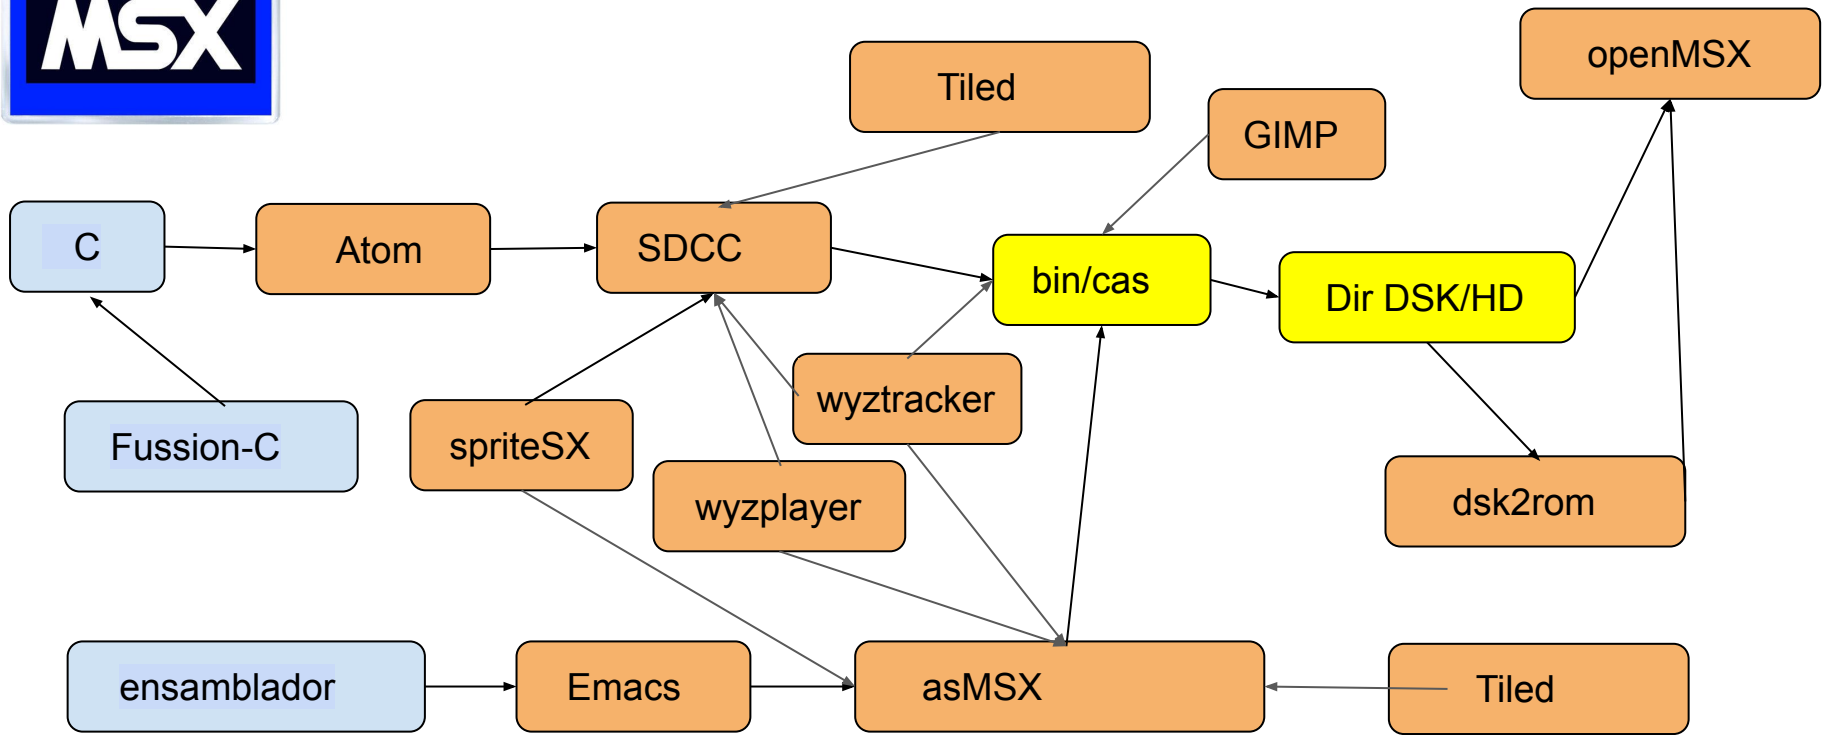 MSX
openMSX
Tiled
GIMP
C
Atom
SDCC
bin/cas
Dir DSK/HD
wyztracker
Fussion-C
spriteSX
wyzplayer
dsk2rom
ensamblador
Emacs
asMSX
Tiled